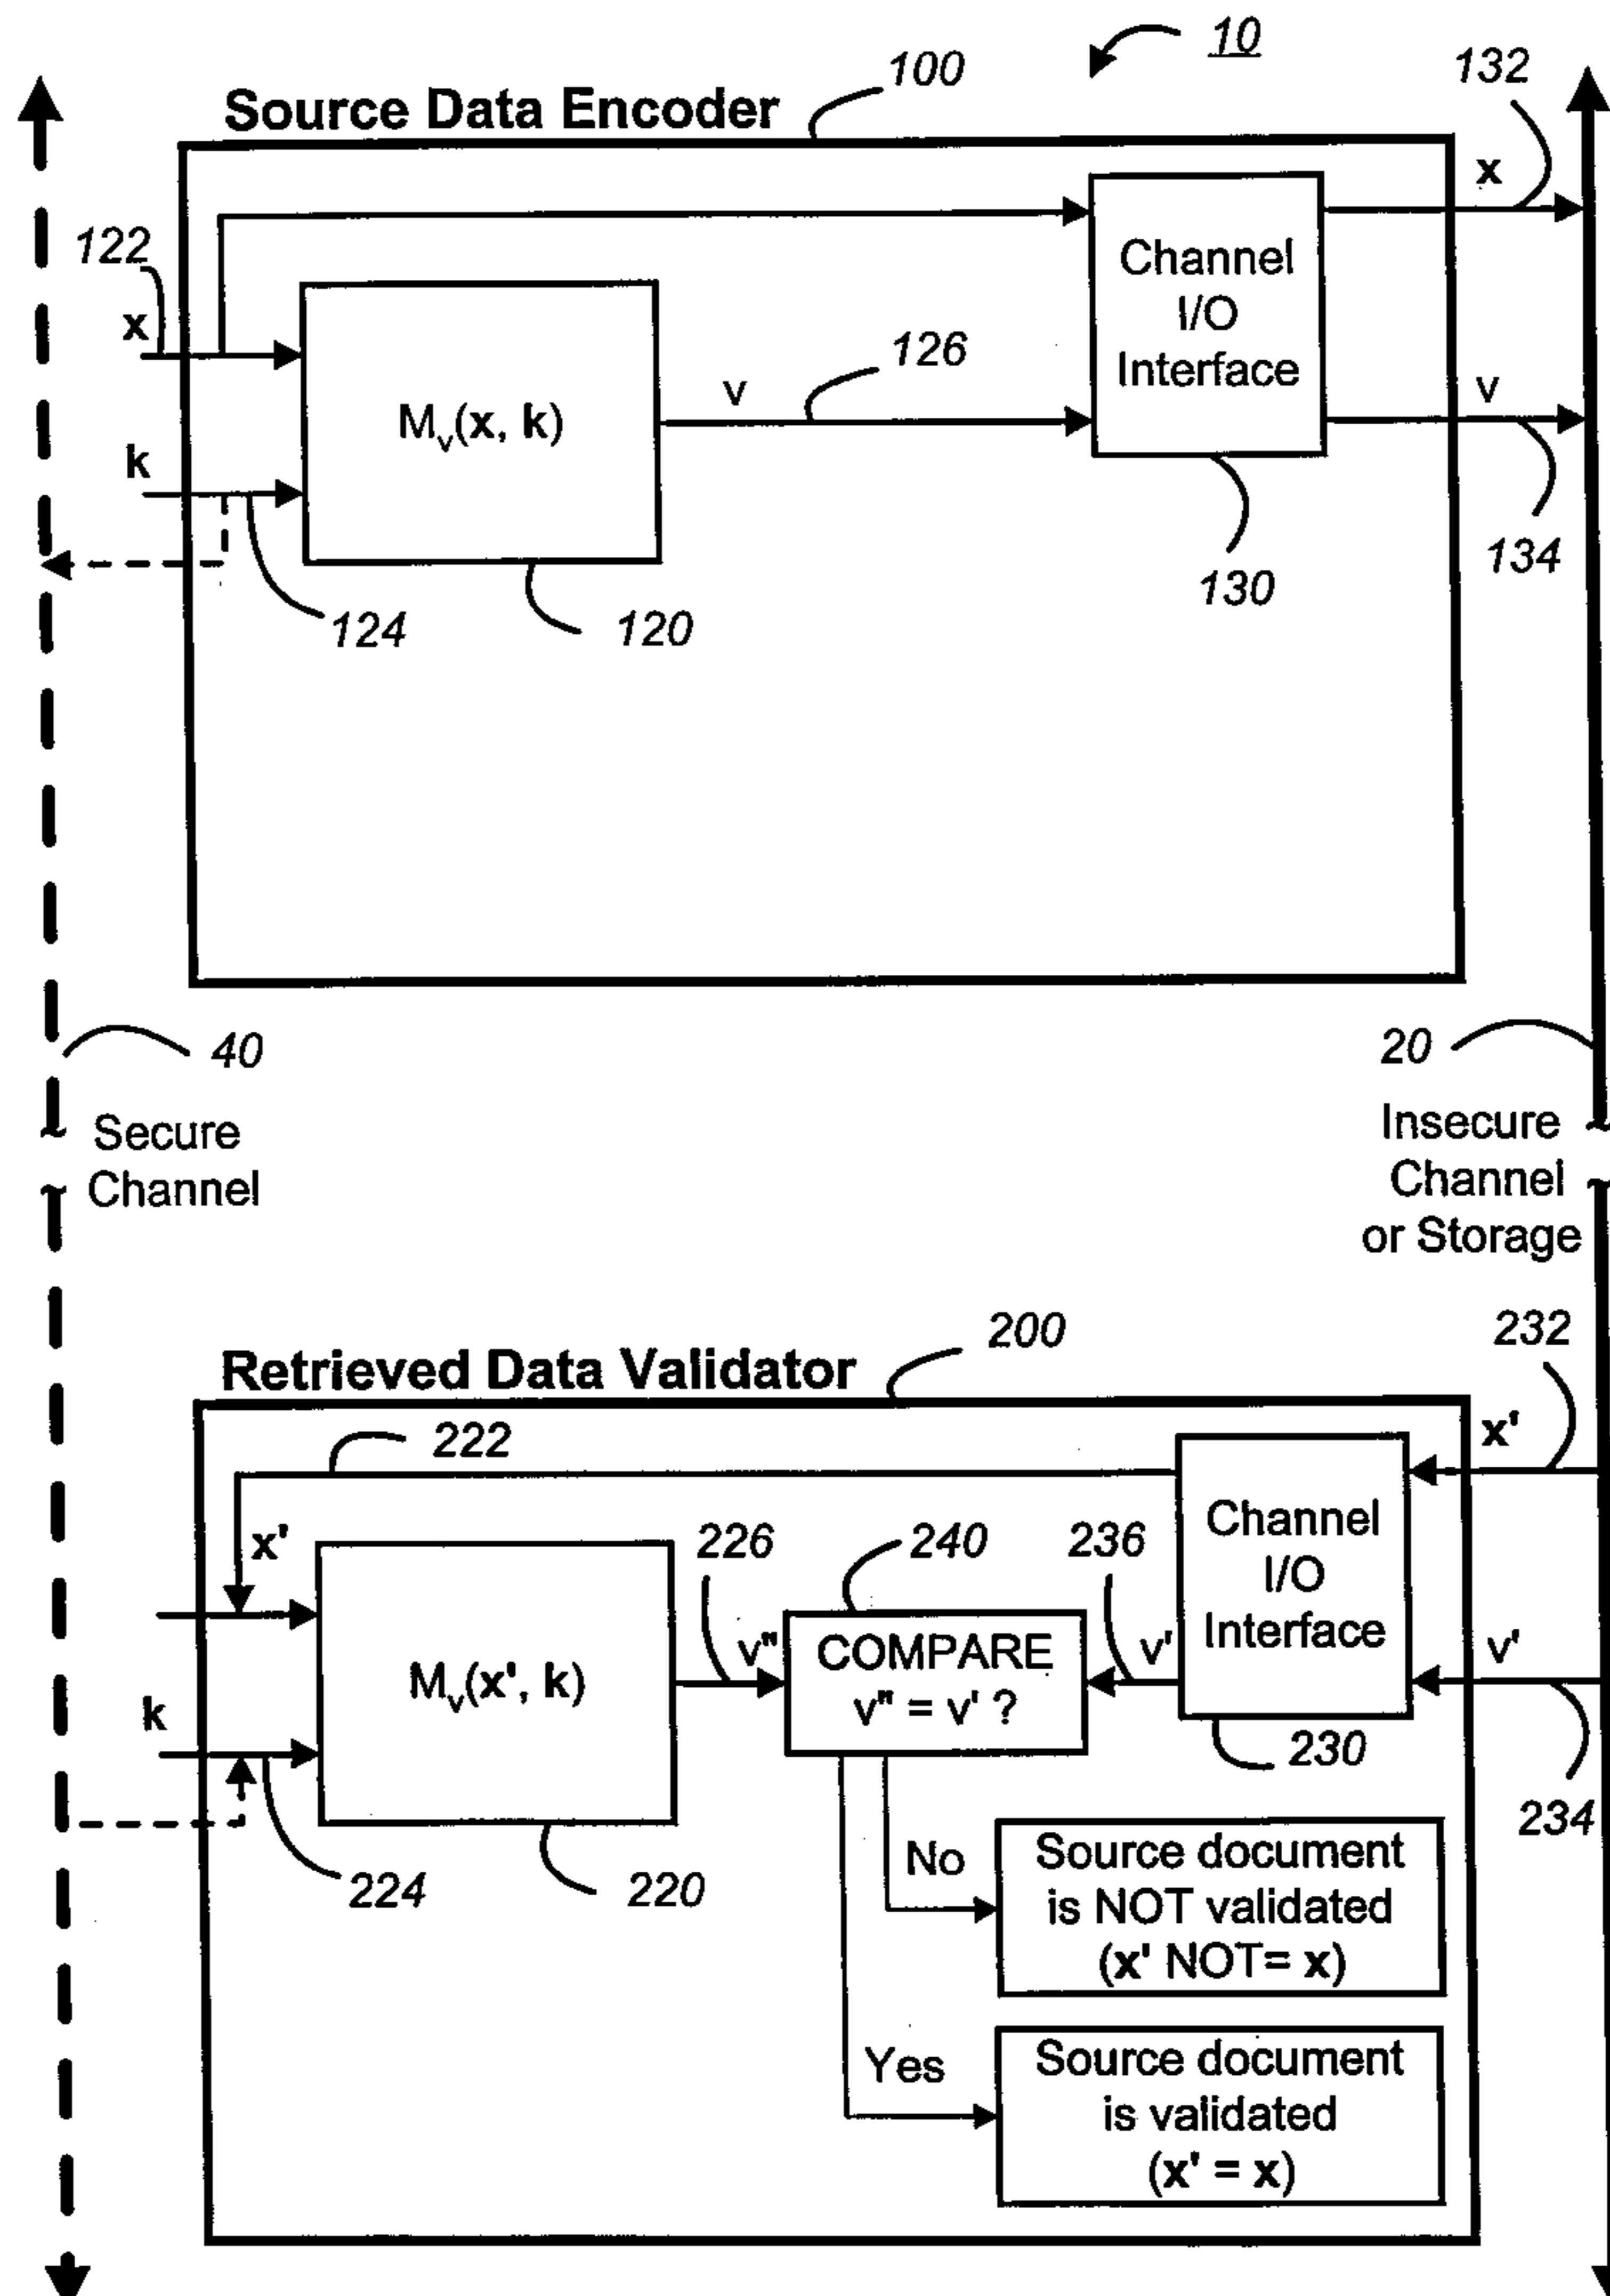 10
100
132
Source Data Encoder
x
122
x
Channel
I/O
Interface
126
v
v
M_v(x, k)
k
124
120
130
134
40
20
Secure
Channel
Insecure
Channel
or Storage
200
232
Retrieved Data Validator
222
x'
x'
226
240
236
Channel
I/O
Interface
v"
COMPARE
v" = v' ?
v'
v'
M_v(x', k)
k
230
224
220
234
No
Source document
is NOT validated
(x' NOT= x)
Yes
Source document
is validated
(x' = x)